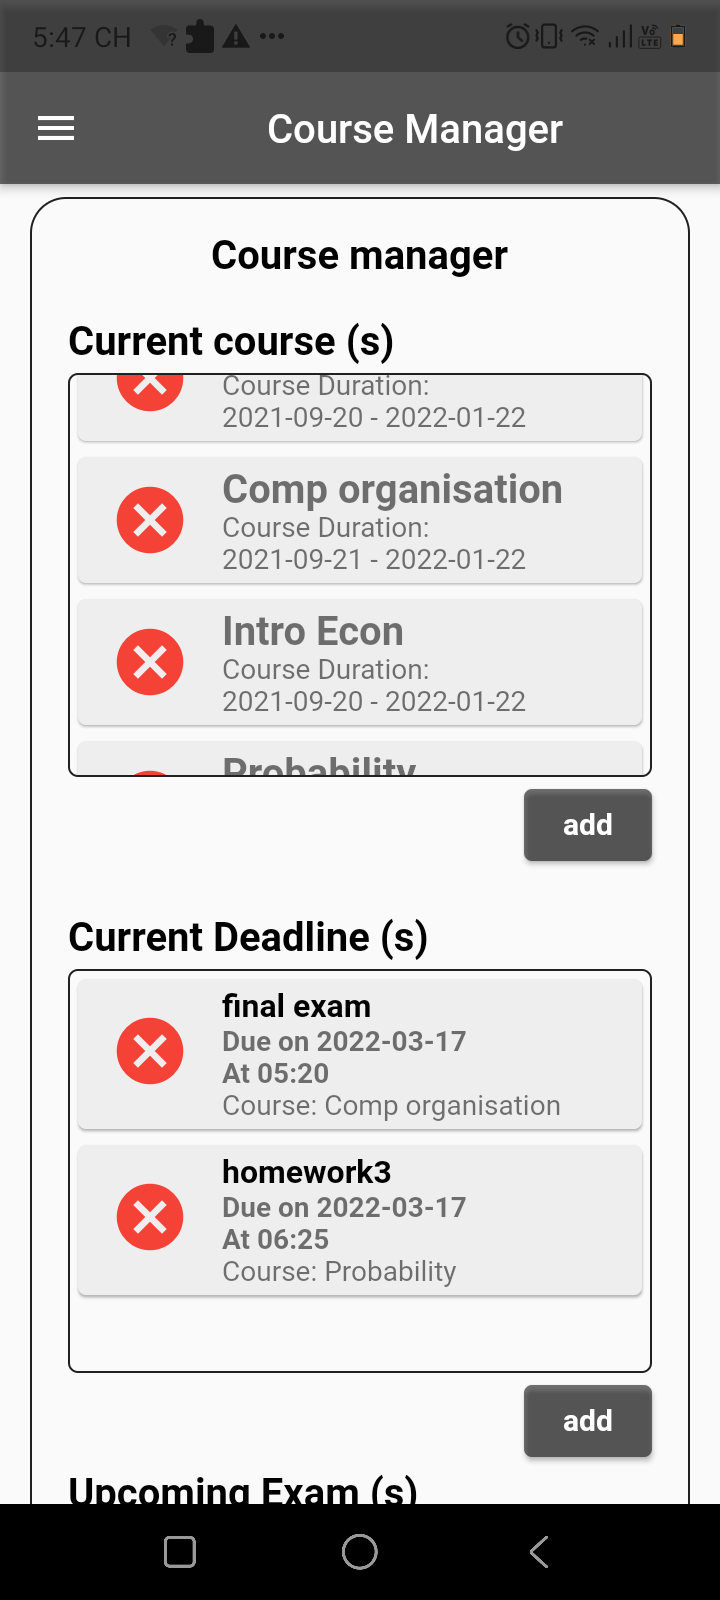 5:47 CH
Vo
LTE
Course Manager
Course manager
Current course (s)
Course Duration:
2021-09-20 - 2022-01-22
Comp organisation
Course Duration:
2021-09-21 - 2022-01-22
Intro Econ
Course Duration:
2021-09-20 - 2022-01-22
Probability
add
Current Deadline (s)
final exam
Due on 2022-03-17
At 05:20
Course: Comp organisation
homework3
Due on 2022-03-17
At 06:25
Course: Probability
add
Upcoming Exam (s)